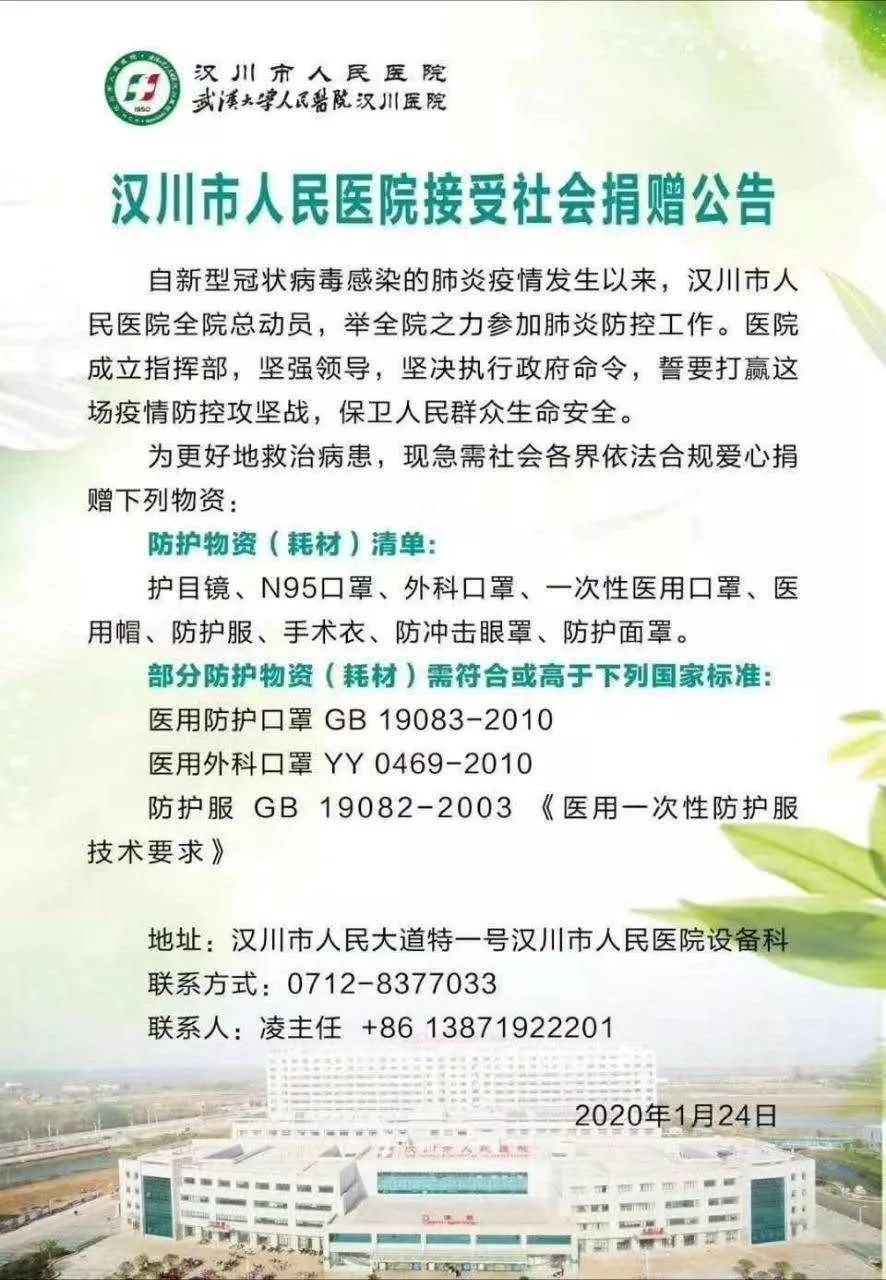 汉川市人民医院
武漢大学人民醫院汉川医院
1950
汉川市人民医院接受社会捐赠公告
自新型冠状病毒感染的肺炎疫情发生以来，汉川市人
民医院全院总动员，举全院之力参加肺炎防控工作。医院
成立指挥部，坚强领导，坚决执行政府命令，誓要打赢这
场疫情防控攻坚战，保卫人民群众生命安全。
为更好地救治病患，现急需社会各界依法合规爱心捐
赠下列物资：
防护物资（耗材）清单：
护目镜、N95口罩、外科口罩、一次性医用口罩、医
用帽、防护服、手术衣、防冲击眼罩、防护面罩。
部分防护物资（耗材）需符合或高于下列国家标准：
医用防护口罩 GB 19083-2010
医用外科口罩 YY 0469-2010
防护服 GB 19082-2003 《医用一次性防护服
技术要求》
地址：汉川市人民大道特一号汉川市人民医院设备科
联系方式：0712-8377033
联系人：凌主任 +86 13871922201
2020年1月24日
汉川市人民医院